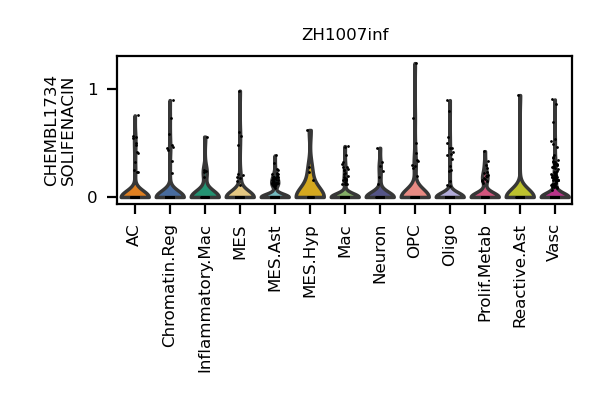 ZH1007inf
CHEMBL1734
SOLIFENACIN
1
0
AC
Chromatin.Reg
Inflammatory.Mac
MES
MES.Ast
MES.Hyp
Mac
Neuron
OPC
Oligo
Prolif.Metab
Reactive.Ast
Vasc